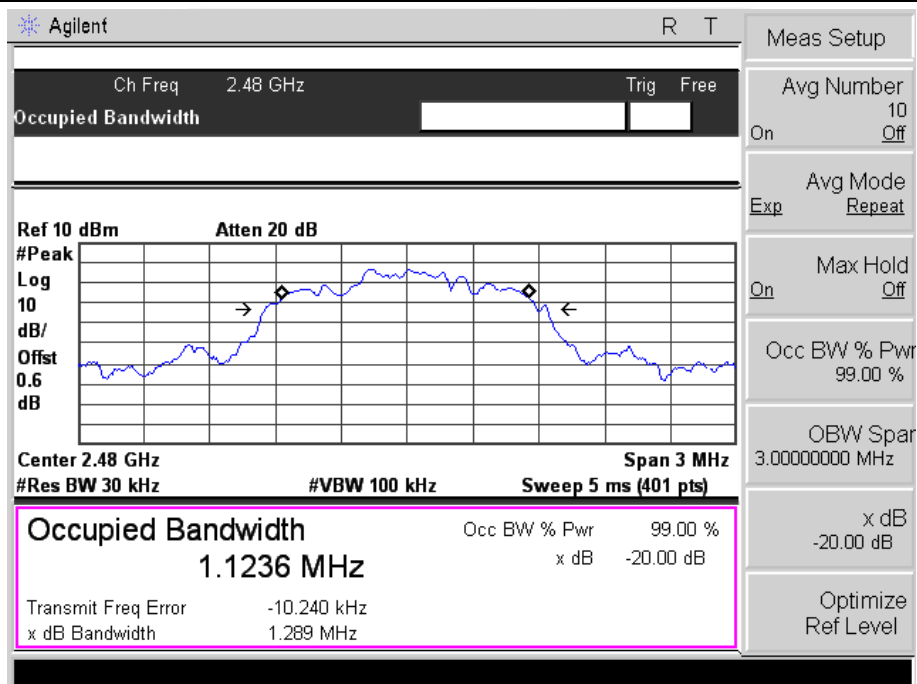 Agilent R T
Ch Freq 2.48 GHz Trig Free
Occupied Bandwidth
Ref 10 dBm Atten 20 dB
#Peak
Log
10
dB/
Offst
0.6
dB
Center 2.48 GHz Span 3 MHz
#Res BW 30 kHz #VBW 100 kHz Sweep 5 ms (401 pts)
Occupied Bandwidth
1.1236 MHz
Occ BW % Pwr 99.00 %
x dB -20.00 dB
Transmit Freq Error -10.240 kHz
x dB Bandwidth 1.289 MHz
Meas Setup
Avg Number
10
On Off
Avg Mode
Exp Repeat
Max Hold
On Off
Occ BW % Pwr
99.00 %
OBW Span
3.00000000 MHz
x dB
-20.00 dB
Optimize
Ref Level